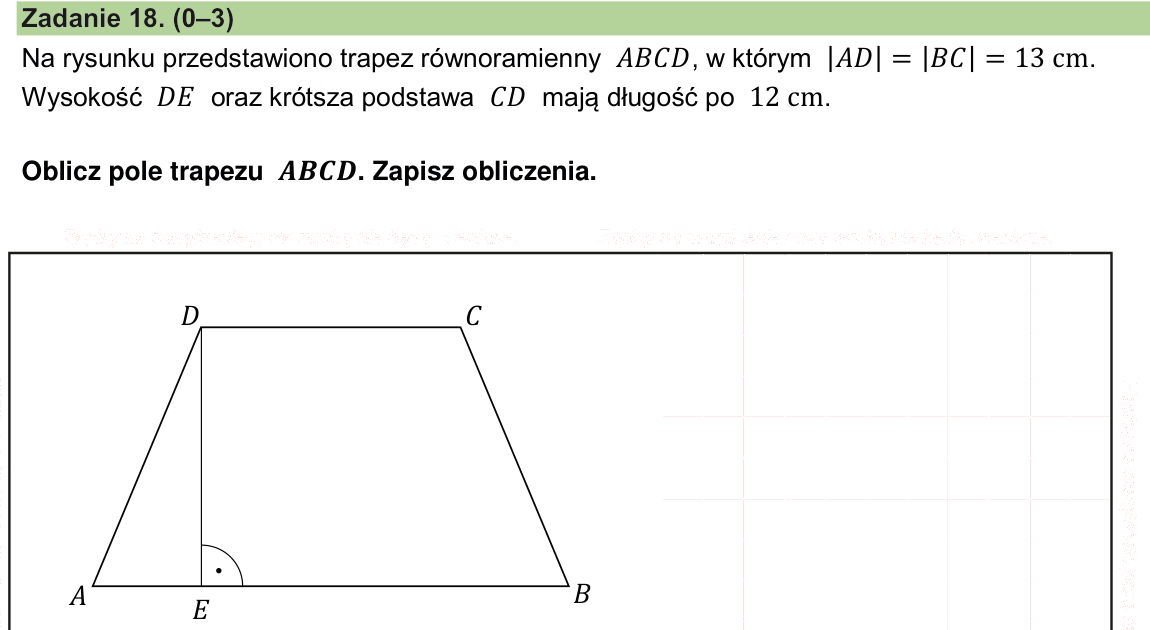 Zadanie 18. (0–3)
Na rysunku przedstawiono trapez równoramienny ABCD, w którym |AD| = |BC| = 13 cm.
Wysokość DE oraz krótsza podstawa CD mają długość po 12 cm.
Oblicz pole trapezu ABCD. Zapisz obliczenia.
D C
A B
E